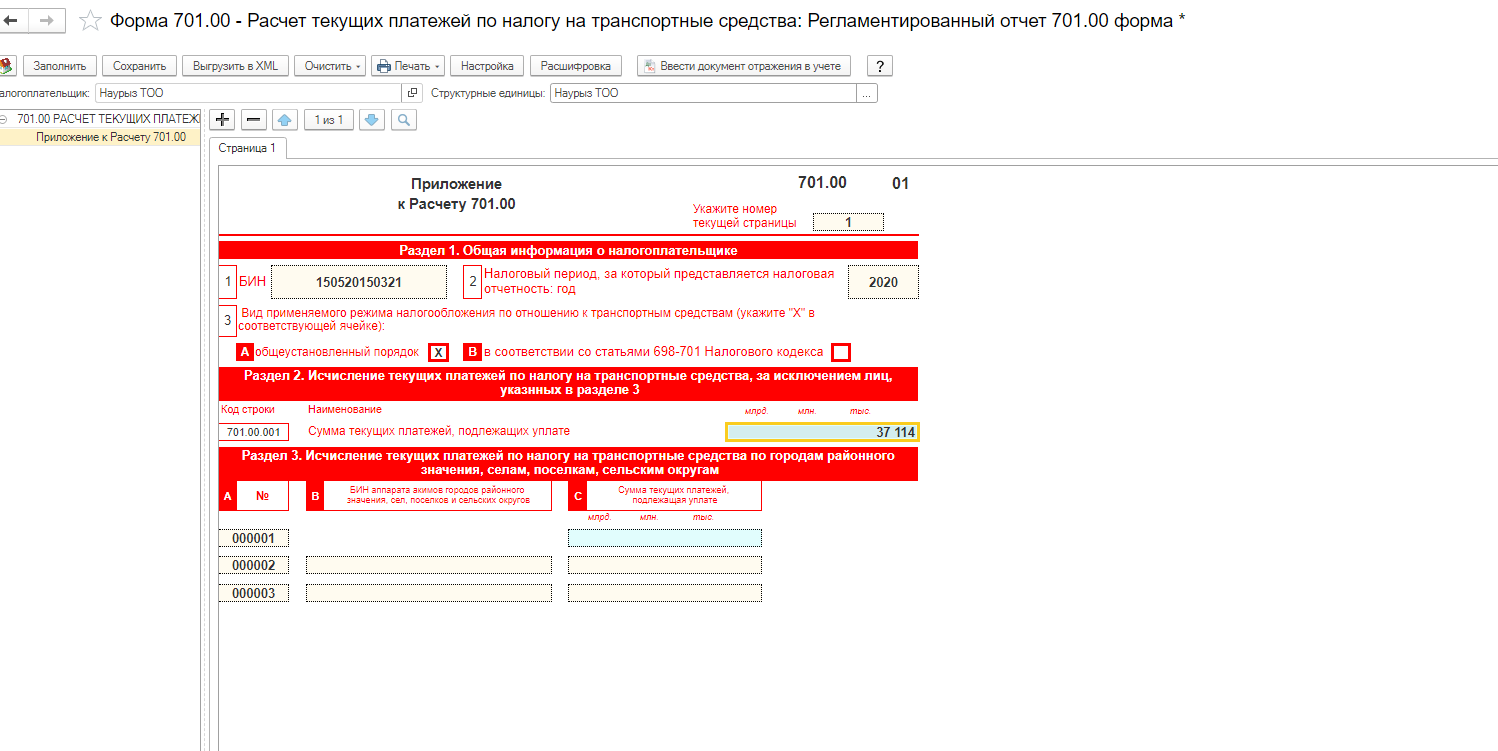 Форма 701.00 - Расчет текущих платежей по налогу на транспортные средства: Регламентированный отчет 701.00 форма *
Заполнить Сохранить Выгрузить в XML Очистить Печать Настройка Расшифровка Ввести документ отражения в учете ?
алогоплательщик: Наурыз ТОО Структурные единицы: Наурыз ТОО ...
701.00 РАСЧЕТ ТЕКУЩИХ ПЛАТЕЖ
Приложение к Расчету 701.00
1 из 1
Страница 1
Приложение 701.00 01
к Расчету 701.00
Укажите номер
текущей страницы 1
Раздел 1. Общая информация о налогоплательщике
1 БИН 150520150321 2 Налоговый период, за который представляется налоговая
отчетность: год 2020
3 Вид применяемого режима налогообложения по отношению к транспортным средствам (укажите "X" в
соответствующей ячейке):
A общеустановленный порядок X B в соответствии со статьями 698-701 Налогового кодекса
Раздел 2. Исчисление текущих платежей по налогу на транспортные средства, за исключением лиц,
указнных в разделе 3
Код строки Наименование млрд. млн. тыс.
701.00.001 Сумма текущих платежей, подлежащих уплате 37 114
Раздел 3. Исчисление текущих платежей по налогу на транспортные средства по городам районного
значения, селам, поселкам, сельским округам
A № B БИН аппарата акимов городов районного
значения, сел, поселков и сельских округов
C Сумма текущих платежей,
подлежащая уплате
млрд. млн. тыс.
000001
000002
000003